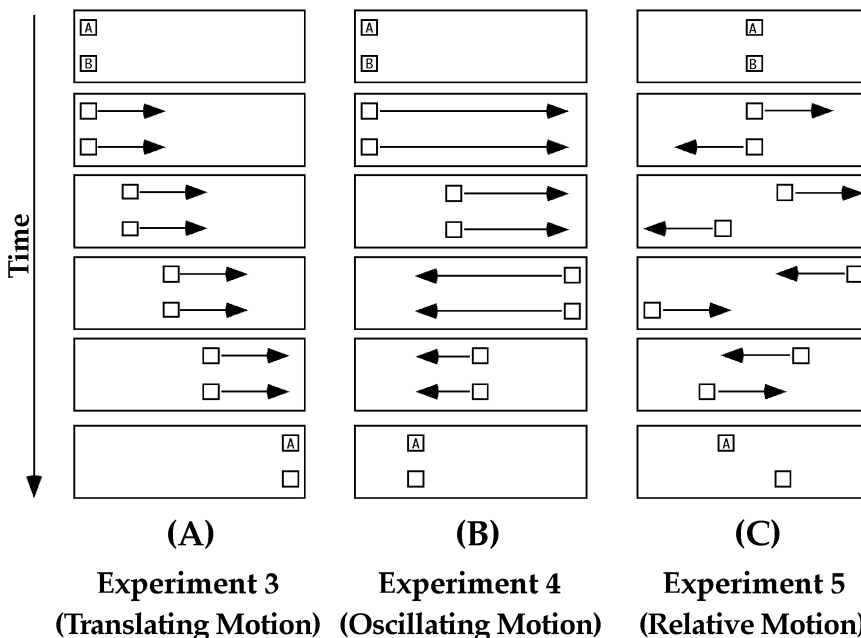 A A A
B B B
Time
A A A
(A) (B) (C)
Experiment 3 Experiment 4 Experiment 5
(Translating Motion) (Oscillating Motion) (Relative Motion)